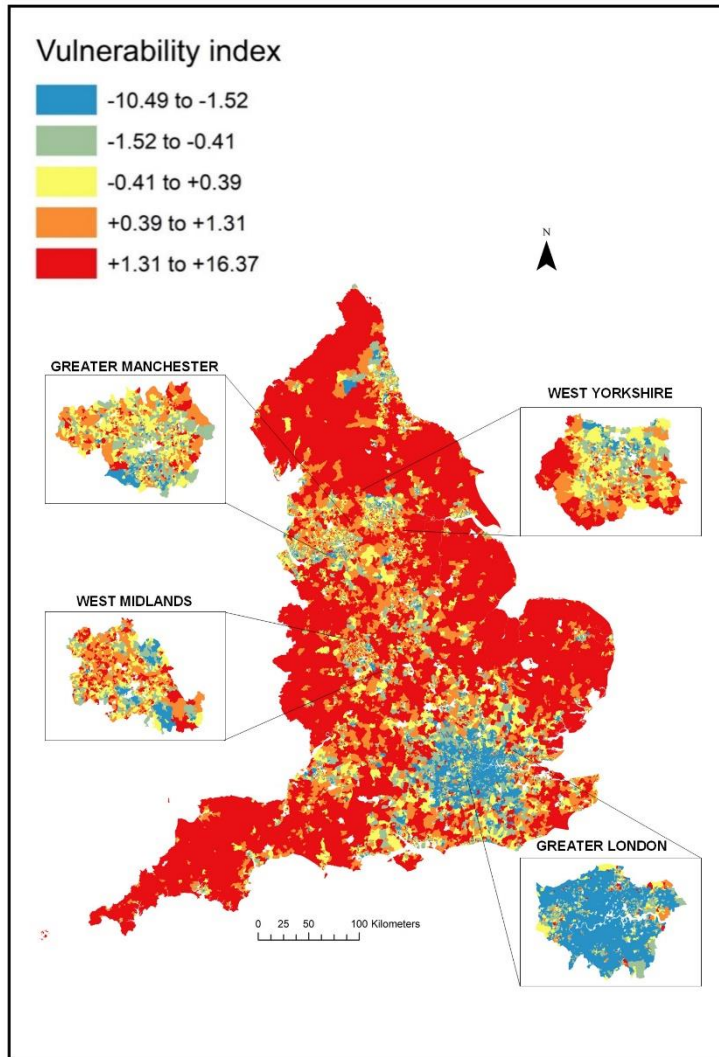 Vulnerability index
-10.49 to -1.52
-1.52 to -0.41
-0.41 to +0.39
+0.39 to +1.31
+1.31 to +16.37
N
GREATER MANCHESTER
WEST YORKSHIRE
WEST MIDLANDS
GREATER LONDON
0 25 50 100 Kilometers